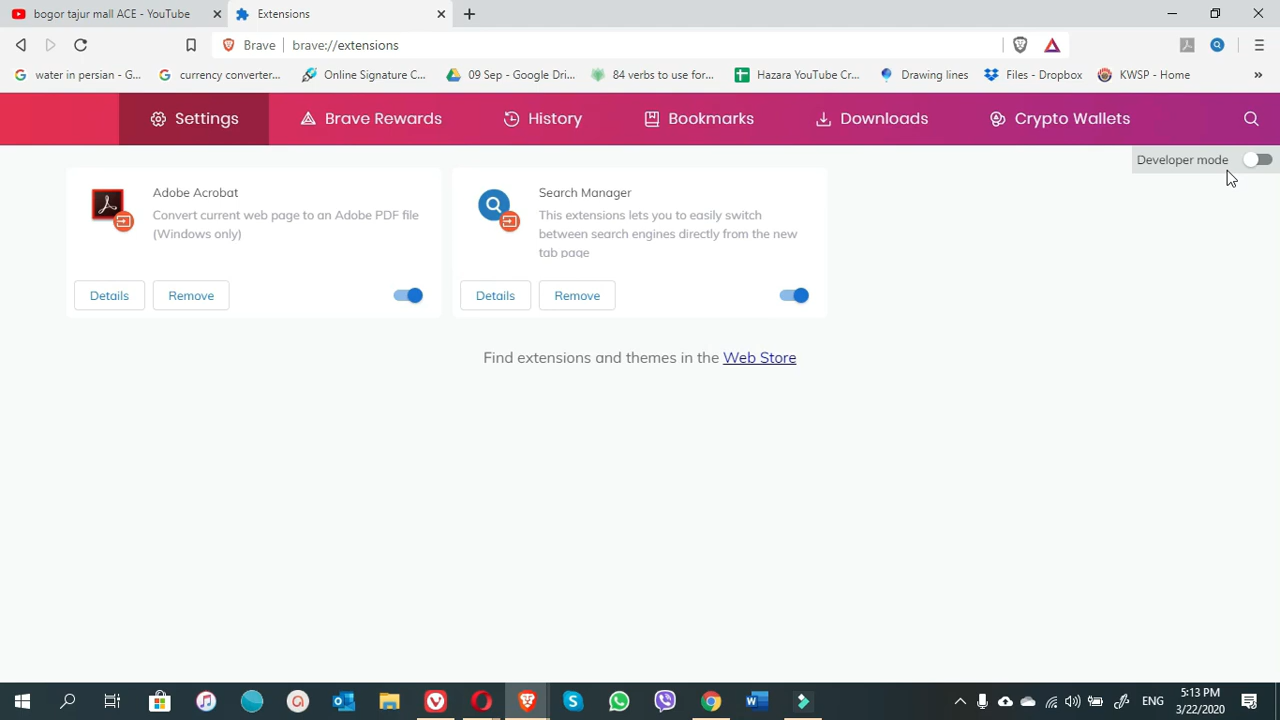 bogor tajur mall ACE - YouTube
Extensions
Brave brave://extensions
water in persian - G...
currency converter...
Online Signature C...
09 Sep - Google Dri...
84 verbs to use for...
Hazara YouTube Cr...
Drawing lines
Files - Dropbox
KWSP - Home
»
Settings
Brave Rewards
History
Bookmarks
Downloads
Crypto Wallets
Developer mode
Adobe Acrobat
Convert current web page to an Adobe PDF file
(Windows only)
Details
Remove
Search Manager
This extensions lets you to easily switch
between search engines directly from the new
tab page
Details
Remove
Find extensions and themes in the Web Store
ENG
5:13 PM
3/22/2020